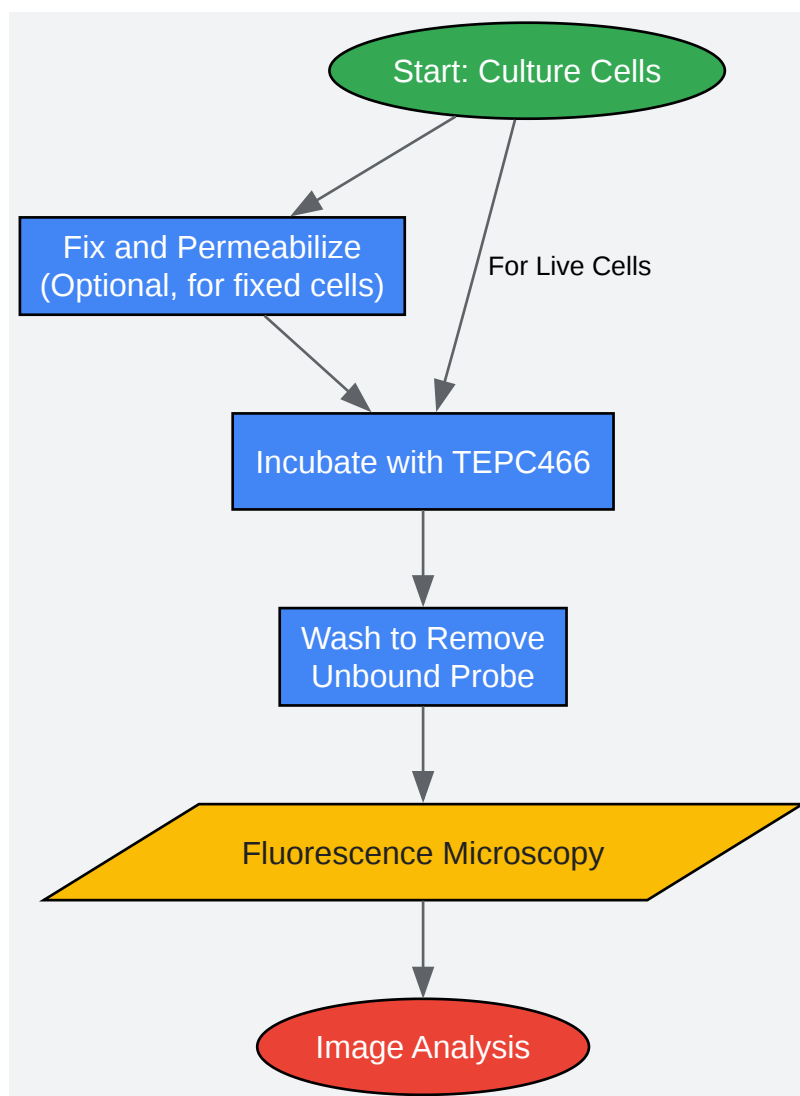 Start: Culture Cells
Fix and Permeabilize
(Optional, for fixed cells)
For Live Cells
Incubate with TEPC466
Wash to Remove
Unbound Probe
Fluorescence Microscopy
Image Analysis